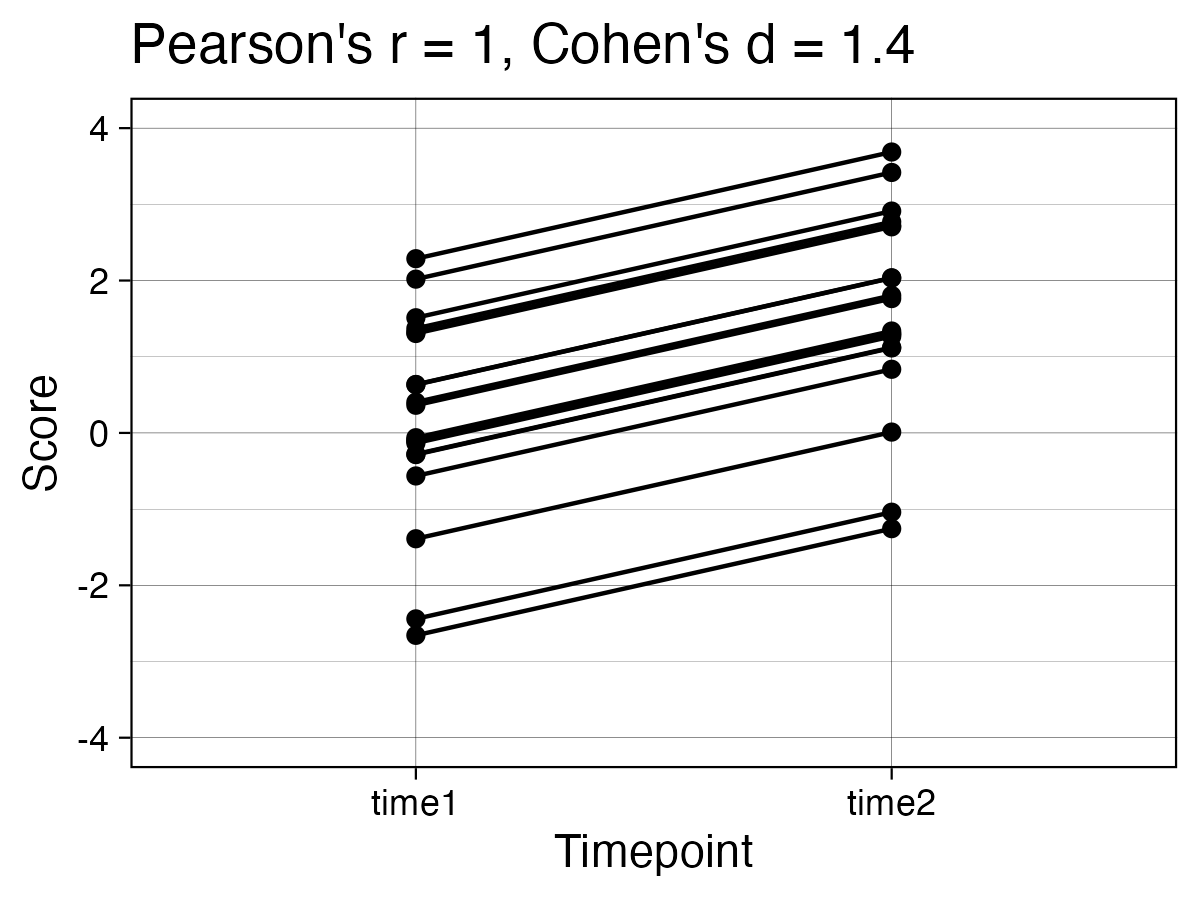 Pearson's r = 1, Cohen's d = 1.4
4
2
0
-2
-4
Score
time1
time2
Timepoint